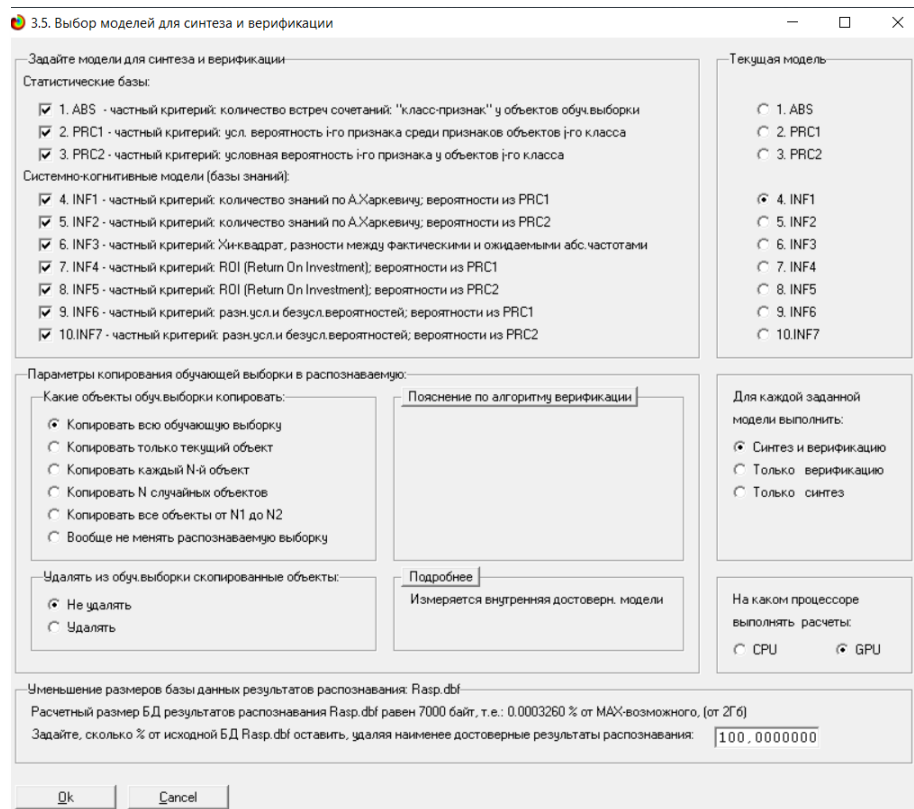 3.5. Выбор моделей для синтеза и верификации
Задайте модели для синтеза и верификации
Статистические базы:
1. ABS - частный критерий: количество встреч сочетаний: "класс-признак" у объектов обуч.выборки
2. PRC1 - частный критерий: усл. вероятность i-го признака среди признаков объектов j-го класса
3. PRC2 - частный критерий: условная вероятность i-го признака у объектов j-го класса
Системно-когнитивные модели (базы знаний):
4. INF1 - частный критерий: количество знаний по А.Харкевичу; вероятности из PRC1
5. INF2 - частный критерий: количество знаний по А.Харкевичу; вероятности из PRC2
6. INF3 - частный критерий: Хи-квадрат, разности между фактическими и ожидаемыми абс.частотами
7. INF4 - частный критерий: ROI (Return On Investment); вероятности из PRC1
8. INF5 - частный критерий: ROI (Return On Investment); вероятности из PRC2
9. INF6 - частный критерий: разн.усл.и безусл.вероятностей; вероятности из PRC1
10.INF7 - частный критерий: разн.усл.и безусл.вероятностей; вероятности из PRC2
Текущая модель
1. ABS
2. PRC1
3. PRC2
4. INF1
5. INF2
6. INF3
7. INF4
8. INF5
9. INF6
10.INF7
Параметры копирования обучающей выборки в распознаваемую:
Какие объекты обуч.выборки копировать:
Копировать всю обучающую выборку
Копировать только текущий объект
Копировать каждый N-й объект
Копировать N случайных объектов
Копировать все объекты от N1 до N2
Вообще не менять распознаваемую выборку
Пояснение по алгоритму верификации
Удалять из обуч.выборки скопированные объекты:
Не удалять
Удалять
Подробнее
Измеряется внутренняя достоверн. модели
Для каждой заданной
модели выполнить:
Синтез и верификацию
Только верификацию
Только синтез
На каком процессоре
выполнять расчеты:
CPU GPU
Уменьшение размеров базы данных результатов распознавания: Rasp.dbf
Расчетный размер БД результатов распознавания Rasp.dbf равен 7000 байт, т.е.: 0.0003260 % от MAX-возможного, (от 2Гб)
Задайте, сколько % от исходной БД Rasp.dbf оставить, удаляя наименее достоверные результаты распознавания: 100,0000000
Ok Cancel